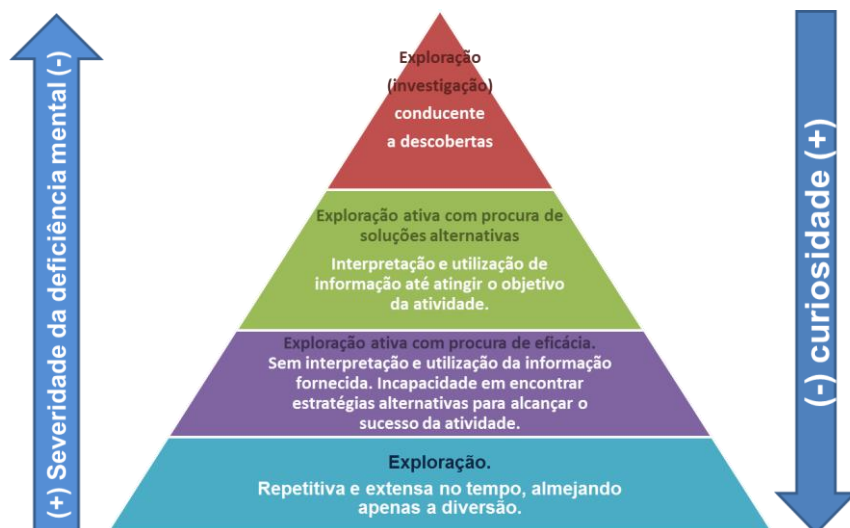 (+) Severidade da deficiência mental (-)
Exploração
(investigação)
conducente
a descobertas
Exploração ativa com procura de
soluções alternativas
Interpretação e utilização de
informação até atingir o objetivo
da atividade.
Exploração ativa com procura de eficácia.
Sem interpretação e utilização da informação
fornecida. Incapacidade em encontrar
estratégias alternativas para alcançar o
sucesso da atividade.
Exploração.
Repetitiva e extensa no tempo, almejando
apenas a diversão.
(-) curiosidade (+)